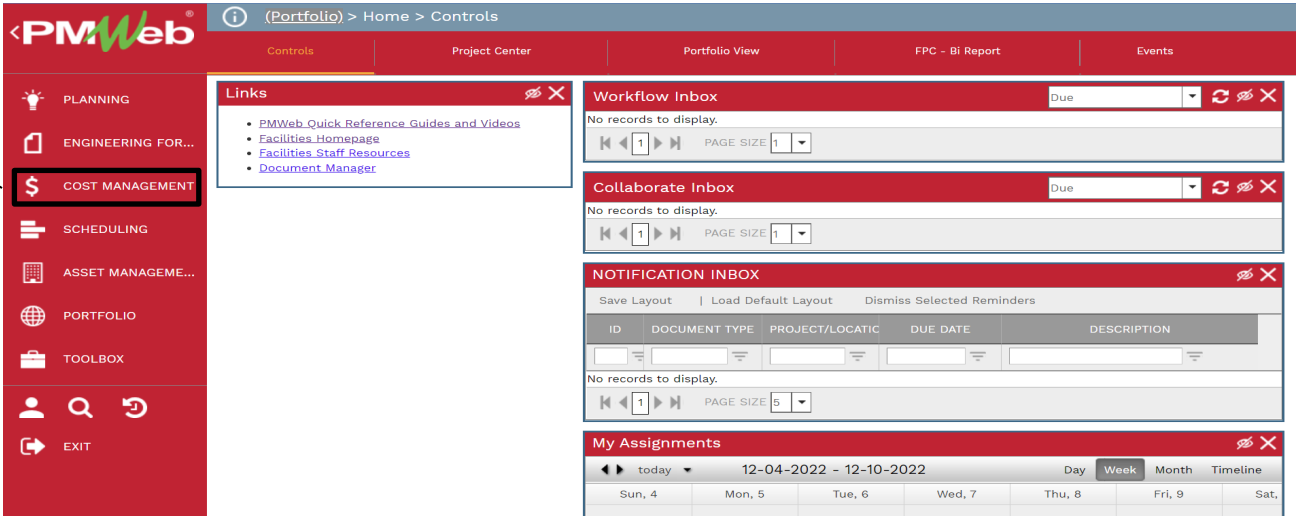 <PMWeb®
(Portfolio) > Home > Controls
Controls
Project Center
Portfolio View
FPC - Bi Report
Events
PLANNING
ENGINEERING FOR...
$ COST MANAGEMENT
SCHEDULING
ASSET MANAGEME...
PORTFOLIO
TOOLBOX
EXIT
Links
• PMWeb Quick Reference Guides and Videos
• Facilities Homepage
• Facilities Staff Resources
• Document Manager
Workflow Inbox
Due
No records to display.
1
PAGE SIZE 1
Collaborate Inbox
Due
No records to display.
1
PAGE SIZE 1
NOTIFICATION INBOX
Save Layout | Load Default Layout Dismiss Selected Reminders
ID DOCUMENT TYPE PROJECT/LOCATIC DUE DATE DESCRIPTION
No records to display.
1
PAGE SIZE 5
My Assignments
today 12-04-2022 - 12-10-2022 Day Week Month Timeline
Sun, 4 Mon, 5 Tue, 6 Wed, 7 Thu, 8 Fri, 9 Sat,